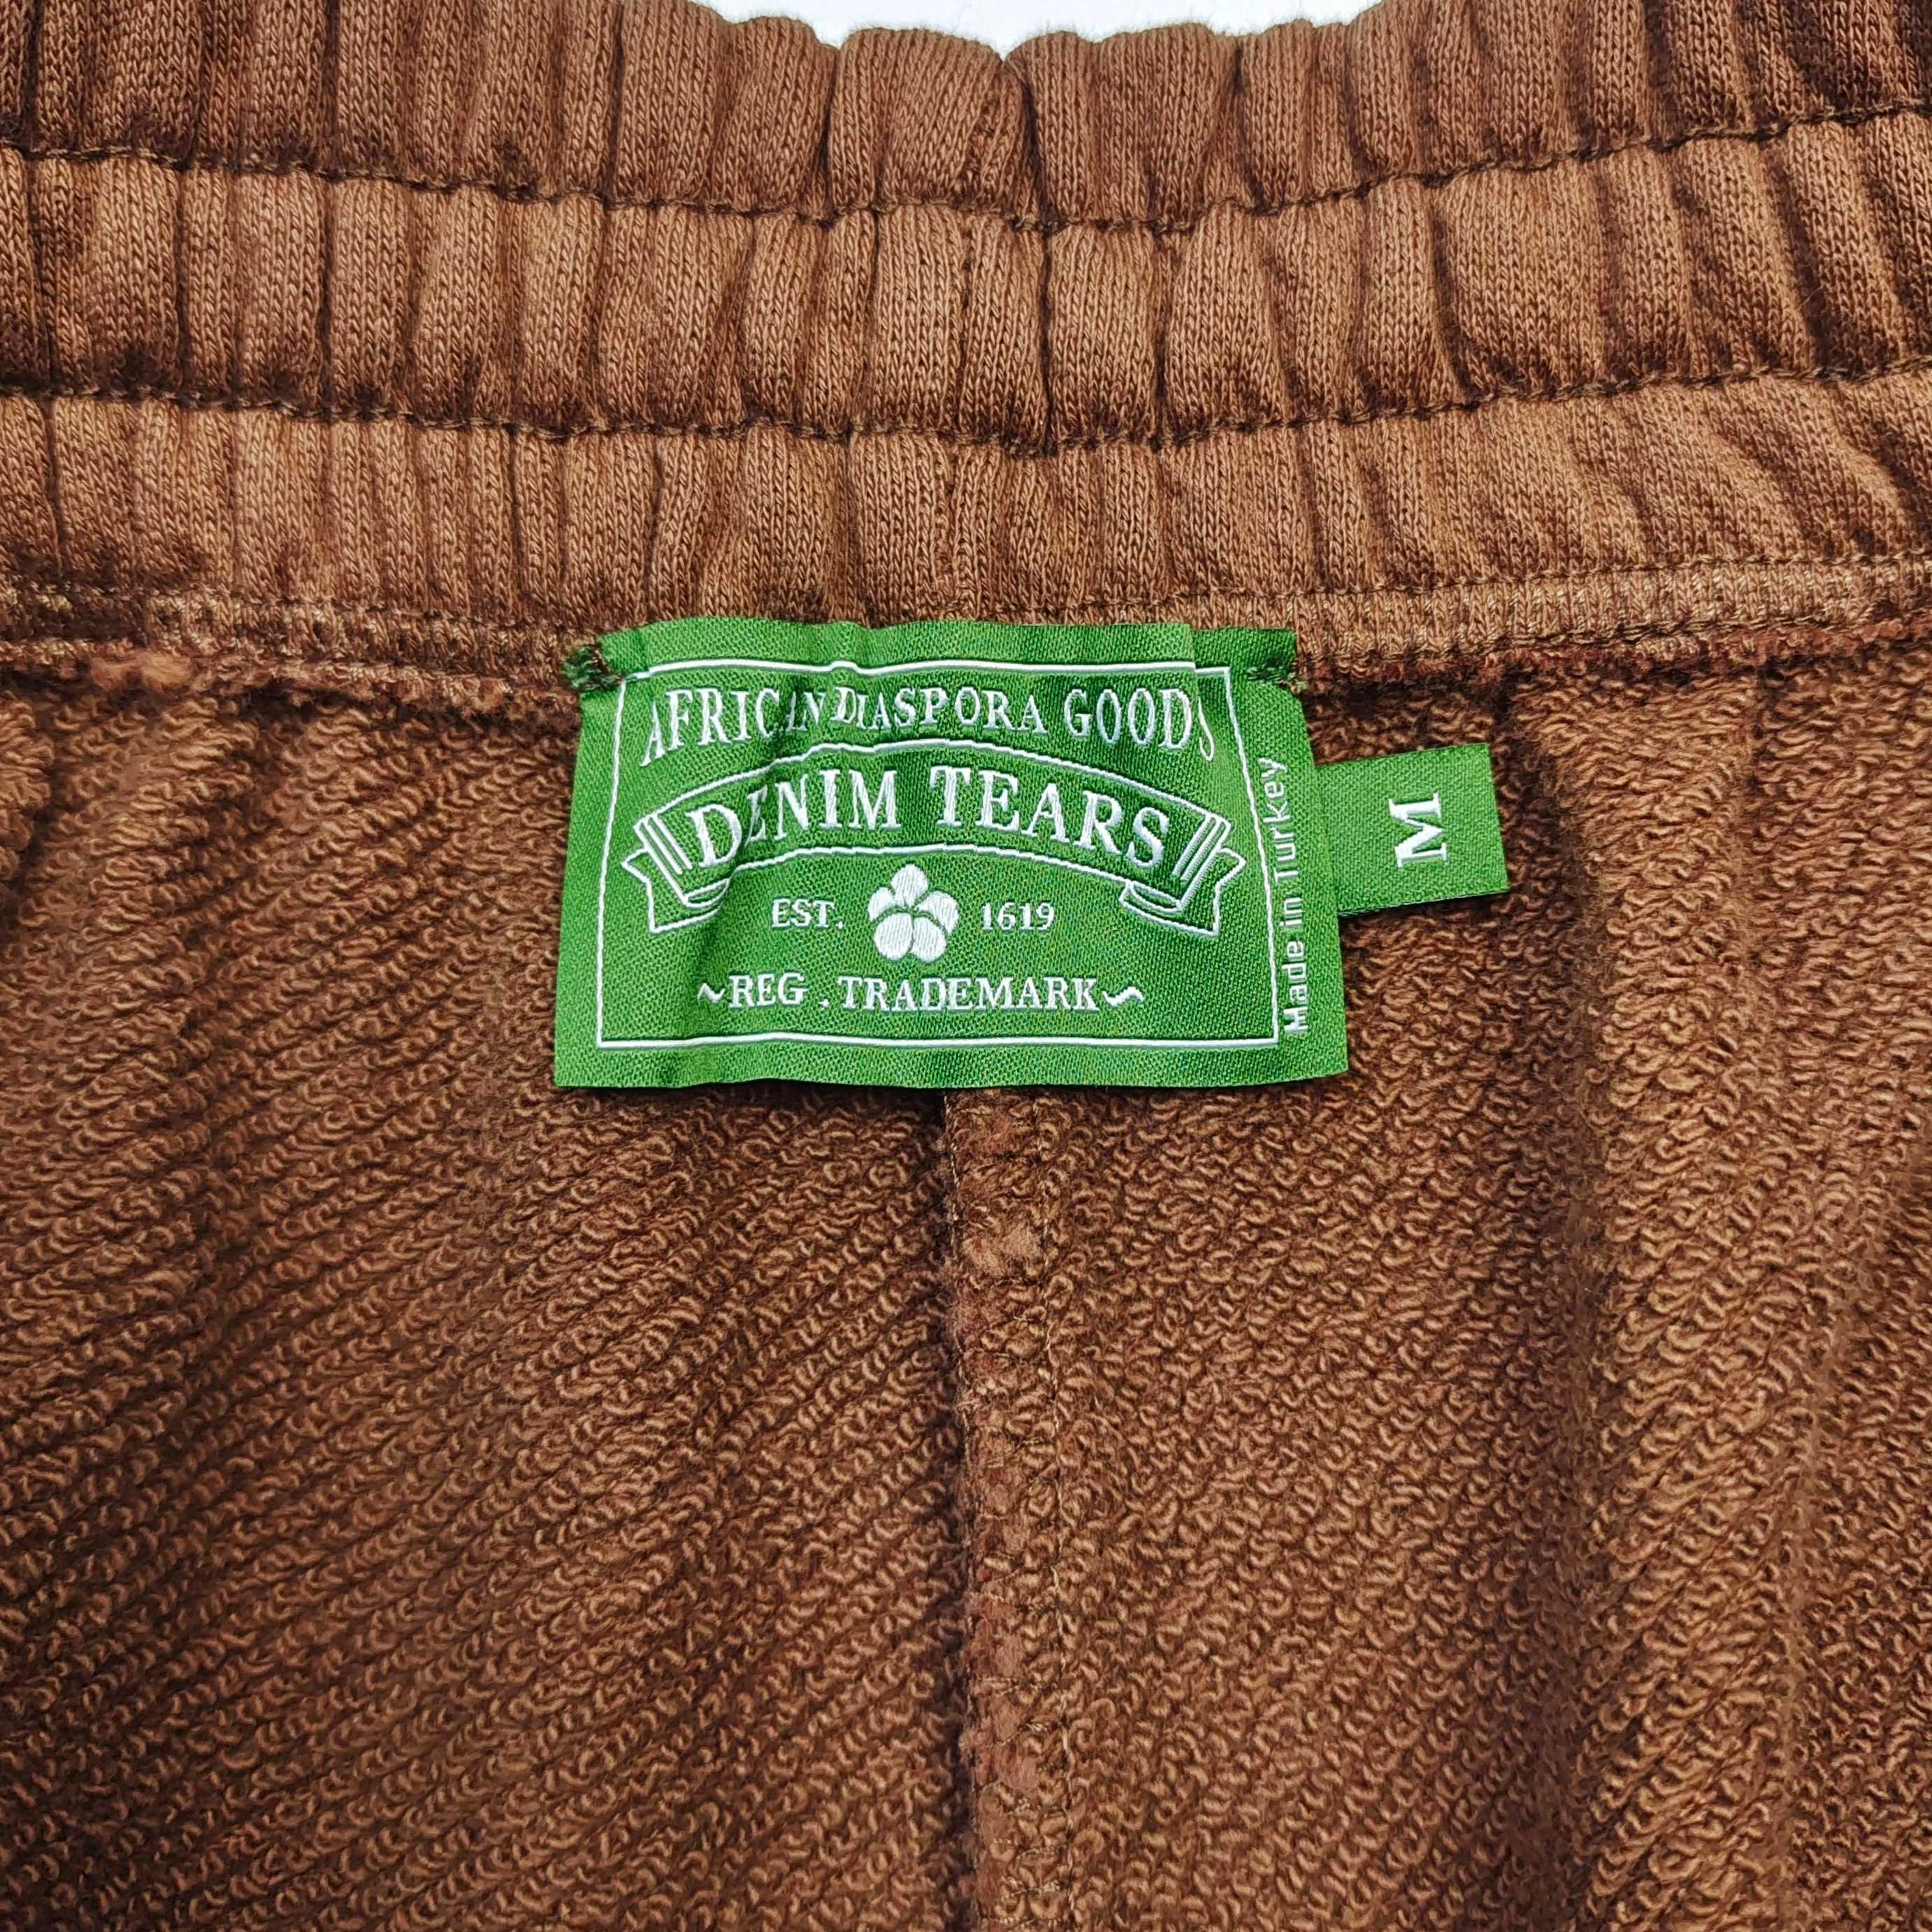 AFRICAN DIASPORA GOODS
DENIM TEARS
EST. 1619
~REG . TRADEMARK~
Made in Turkey
M